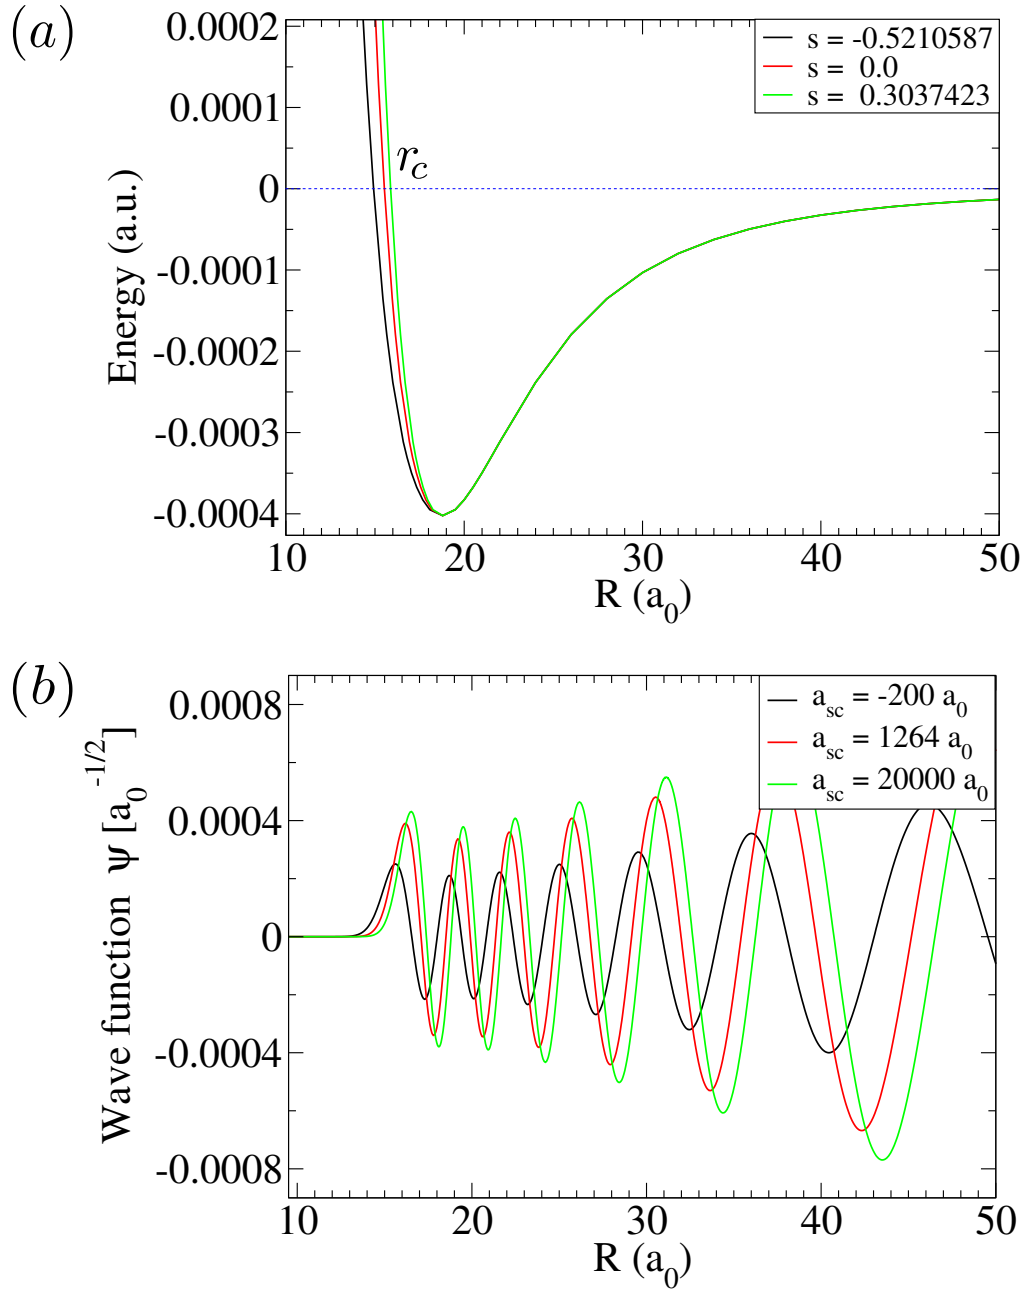 (a)
0.0002
0.0001
0
-0.0001
-0.0002
-0.0003
-0.0004
Energy (a.u.)
s = -0.5210587
s = 0.0
s = 0.3037423
r_c
10 20 30 40 50
R (a_0)
(b)
0.0008
0.0004
0
-0.0004
-0.0008
Wave function ψ [a_0^{-1/2}]
a_sc = -200 a_0
a_sc = 1264 a_0
a_sc = 20000 a_0
10 20 30 40 50
R (a_0)